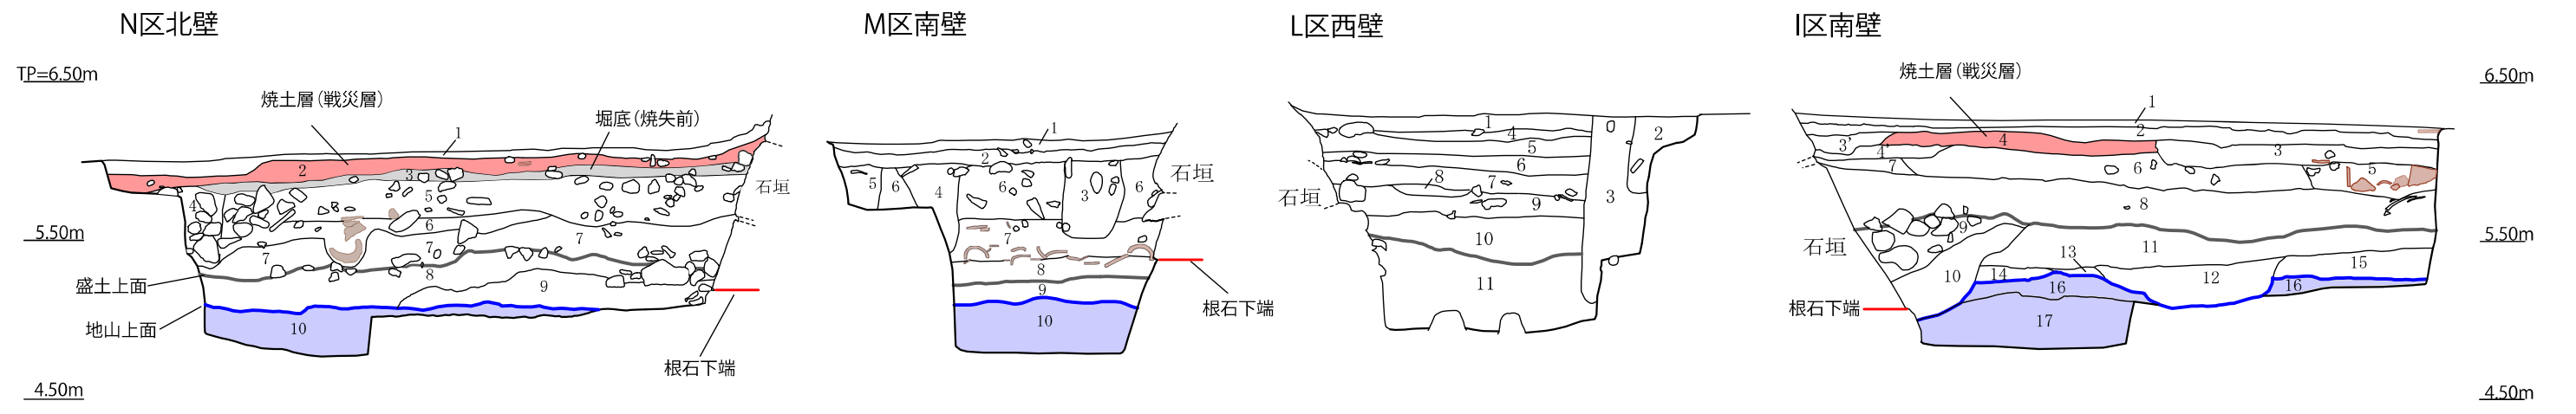 N区北壁
TP=6.50m
焼土層(戦災層)
堀底(焼失前)
1
2
3
4
5
6
7
7
7
8
9
10
石垣
5.50m
盛土上面
地山上面
根石下端
4.50m
M区南壁
1
2
5
6
4
6
3
6
7
8
9
10
石垣
根石下端
L区西壁
1
4
2
5
6
8
7
9
3
10
11
石垣
I区南壁
焼土層(戦災層)
6.50m
1
2
3'
4
4'
3
7
6
5
8
9
13
11
10
14
12
15
16
16
17
石垣
5.50m
根石下端
4.50m